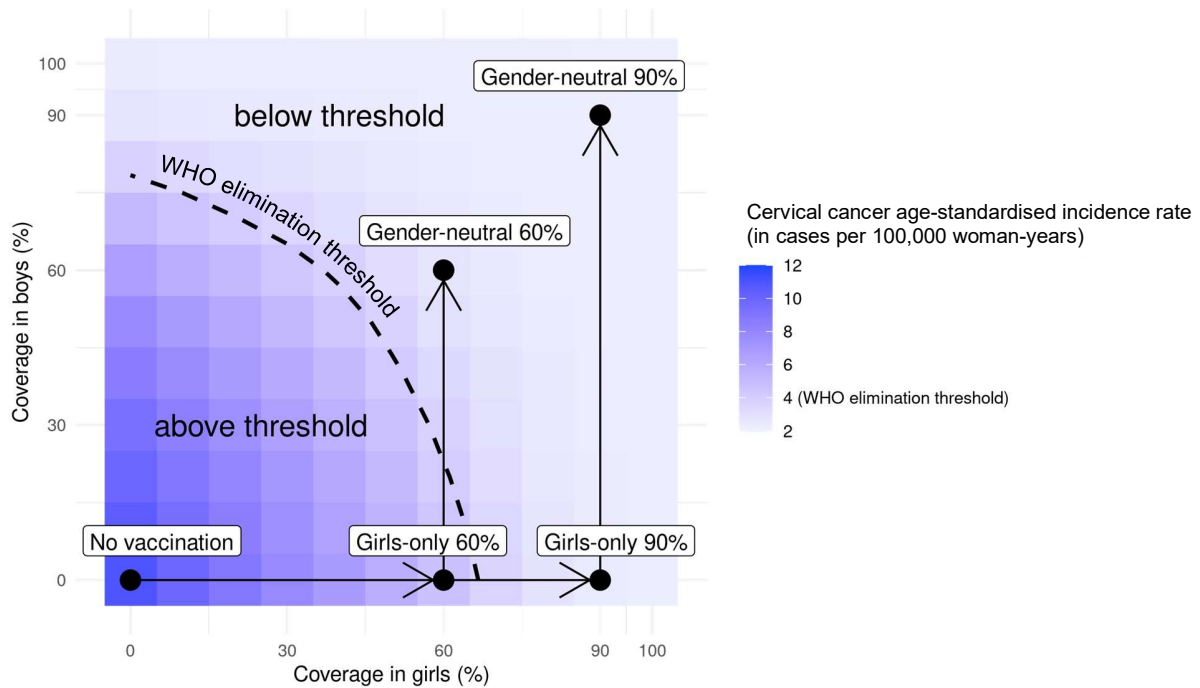 100
Gender-neutral 90%
90
below threshold
WHO elimination threshold
Gender-neutral 60%
60
Coverage in boys (%)
30
above threshold
No vaccination
Girls-only 60%
Girls-only 90%
0
0
30
60
90
100
Coverage in girls (%)
Cervical cancer age-standardised incidence rate
(in cases per 100,000 woman-years)
12
10
8
6
4 (WHO elimination threshold)
2